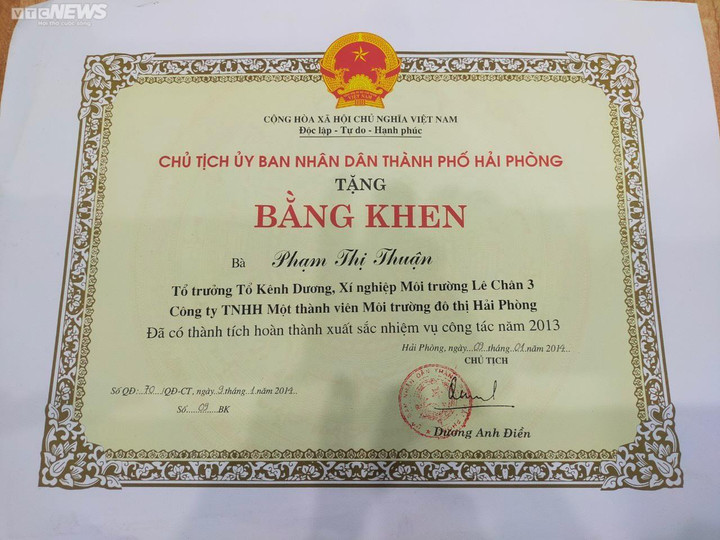 VTC NEWS
VIỆT NAM
CỘNG HÒA XÃ HỘI CHỦ NGHĨA VIỆT NAM
Độc lập - Tự do - Hạnh phúc
CHỦ TỊCH ỦY BAN NHÂN DÂN THÀNH PHỐ HẢI PHÒNG
TẶNG
BẰNG KHEN
Bà Phạm Thị Thuận
Tổ trưởng Tổ Kênh Dương, Xí nghiệp Môi trường Lê Chân 3
Công ty TNHH Một thành viên Môi trường đô thị Hải Phòng
Đã có thành tích hoàn thành xuất sắc nhiệm vụ công tác năm 2013
Hải Phòng, ngày...09...tháng...01...năm 2014...
CHỦ TỊCH
Số QĐ:..70../QĐ-CT, ngày..9..tháng..1..năm 2014..
Số.....09.....BK
Dương Anh Điền